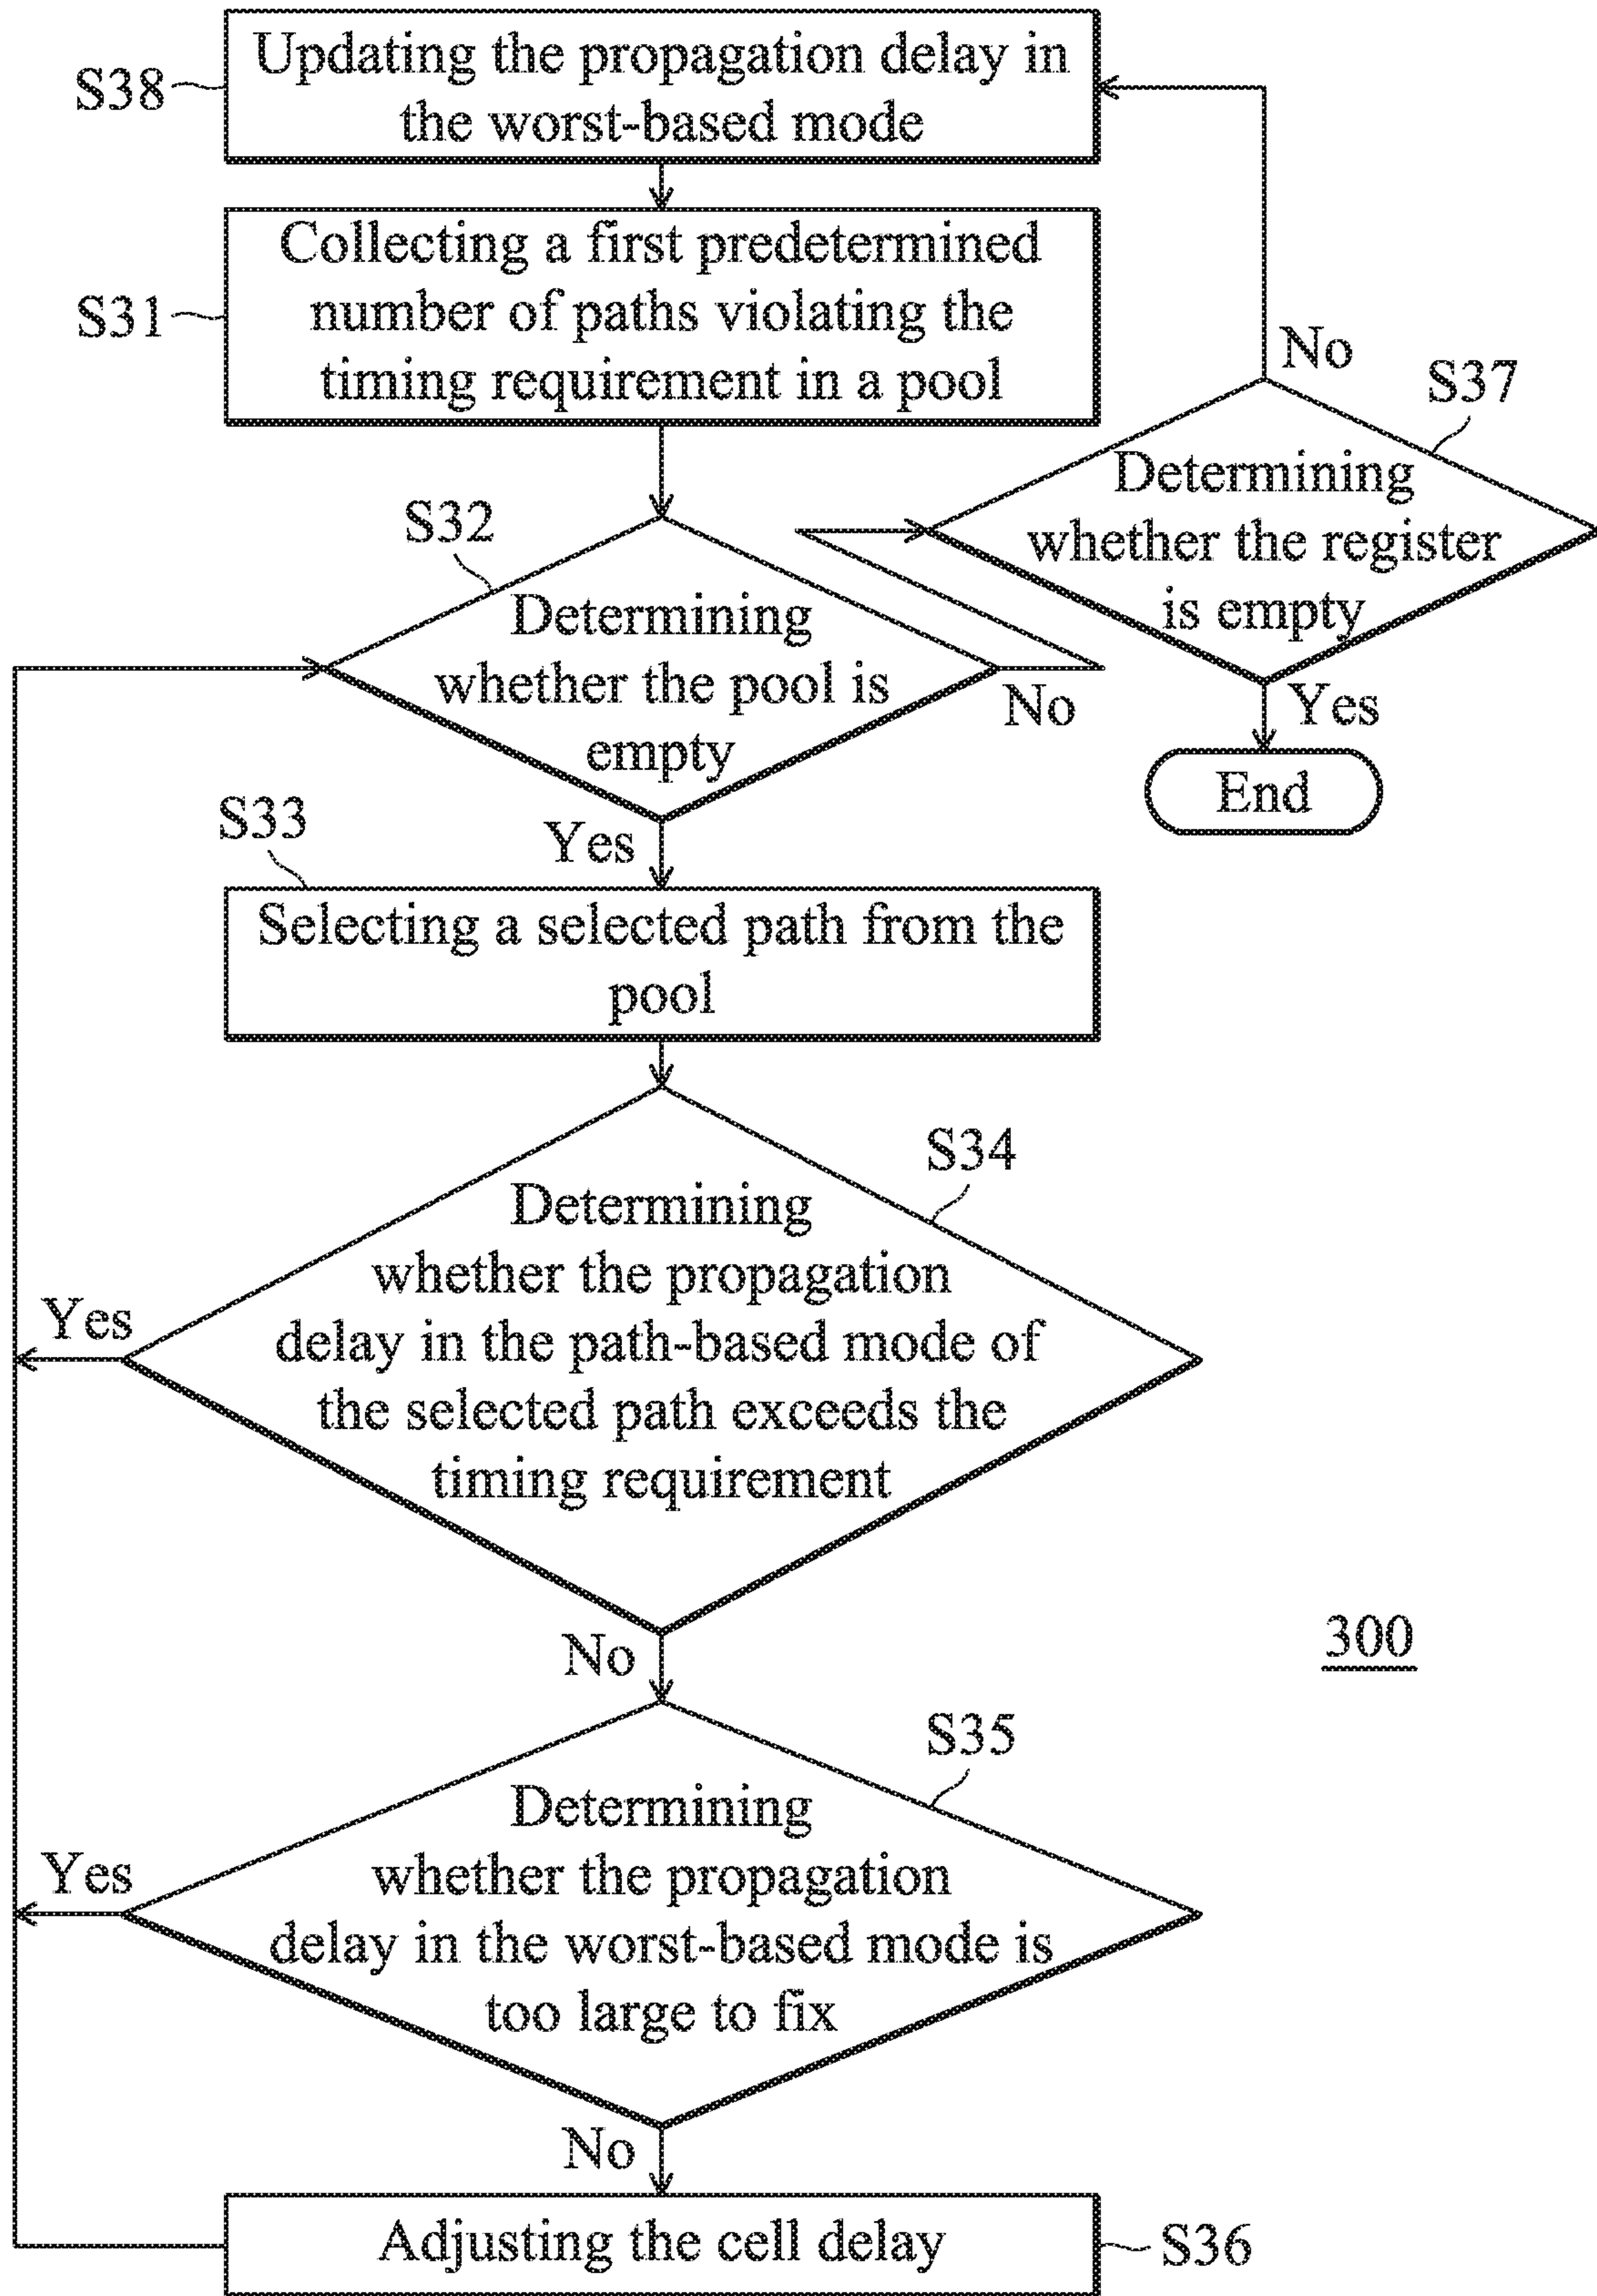 S38
Updating the propagation delay in
the worst-based mode
S31
Collecting a first predetermined
number of paths violating the
timing requirement in a pool
No
S37
Determining
whether the register
is empty
Yes
End
S32
Determining
whether the pool is
empty
No
Yes
S33
Selecting a selected path from the
pool
S34
Determining
whether the propagation
delay in the path-based mode of
the selected path exceeds the
timing requirement
Yes
No
300
S35
Determining
whether the propagation
delay in the worst-based mode is
too large to fix
Yes
No
Adjusting the cell delay
S36